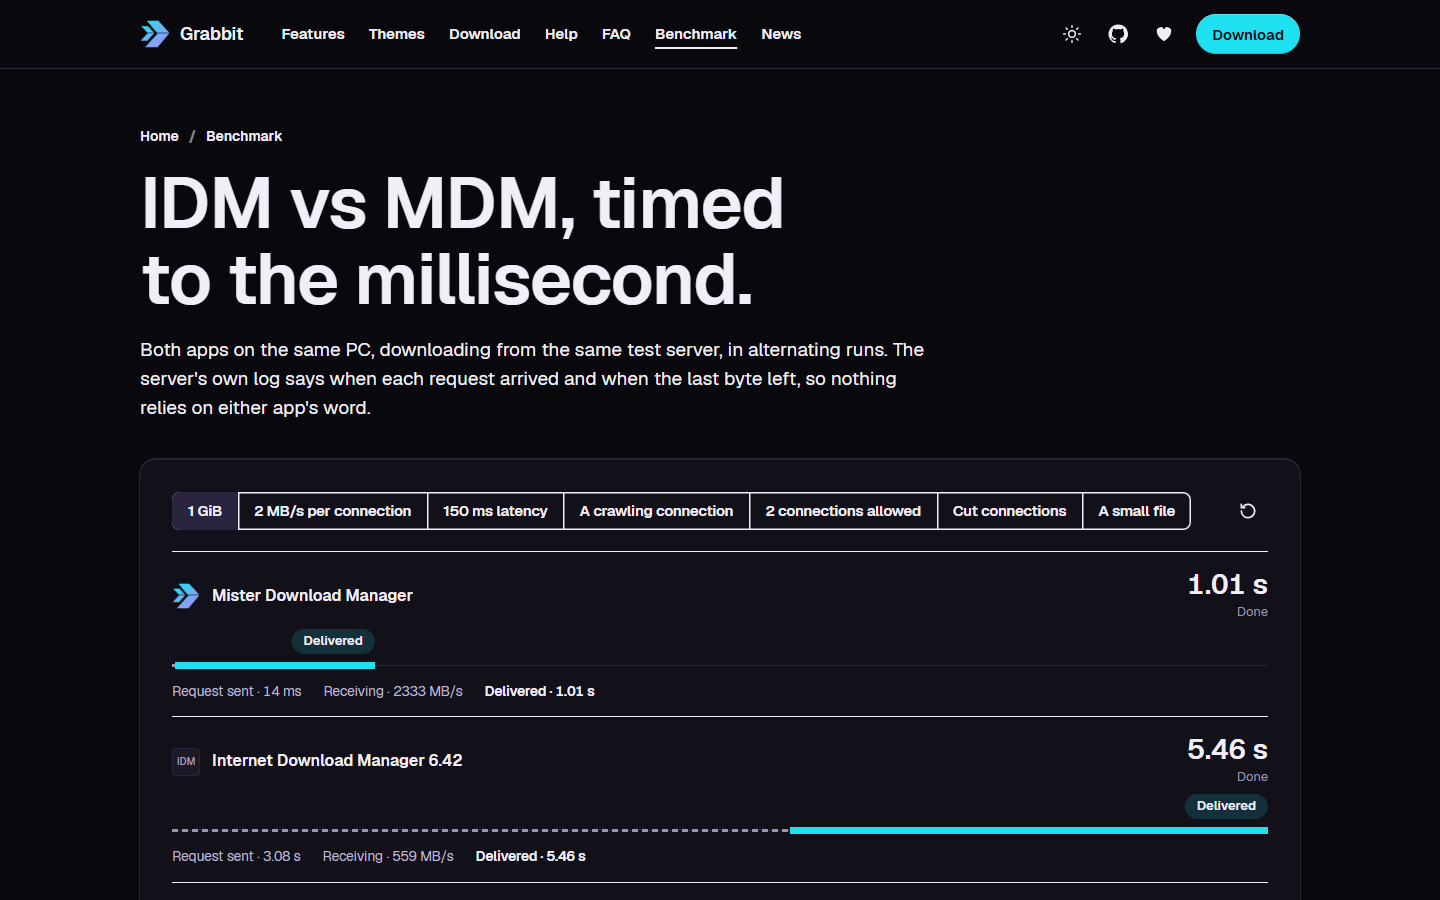 Grabbit Features Themes Download Help FAQ Benchmark News Download
Home / Benchmark
IDM vs MDM, timed
to the millisecond.
Both apps on the same PC, downloading from the same test server, in alternating runs. The
server's own log says when each request arrived and when the last byte left, so nothing
relies on either app's word.
1 GiB 2 MB/s per connection 150 ms latency A crawling connection 2 connections allowed Cut connections A small file
Mister Download Manager 1.01 s
Done
Delivered
Request sent · 14 ms Receiving · 2333 MB/s Delivered · 1.01 s
IDM Internet Download Manager 6.42 5.46 s
Done
Delivered
Request sent · 3.08 s Receiving · 559 MB/s Delivered · 5.46 s